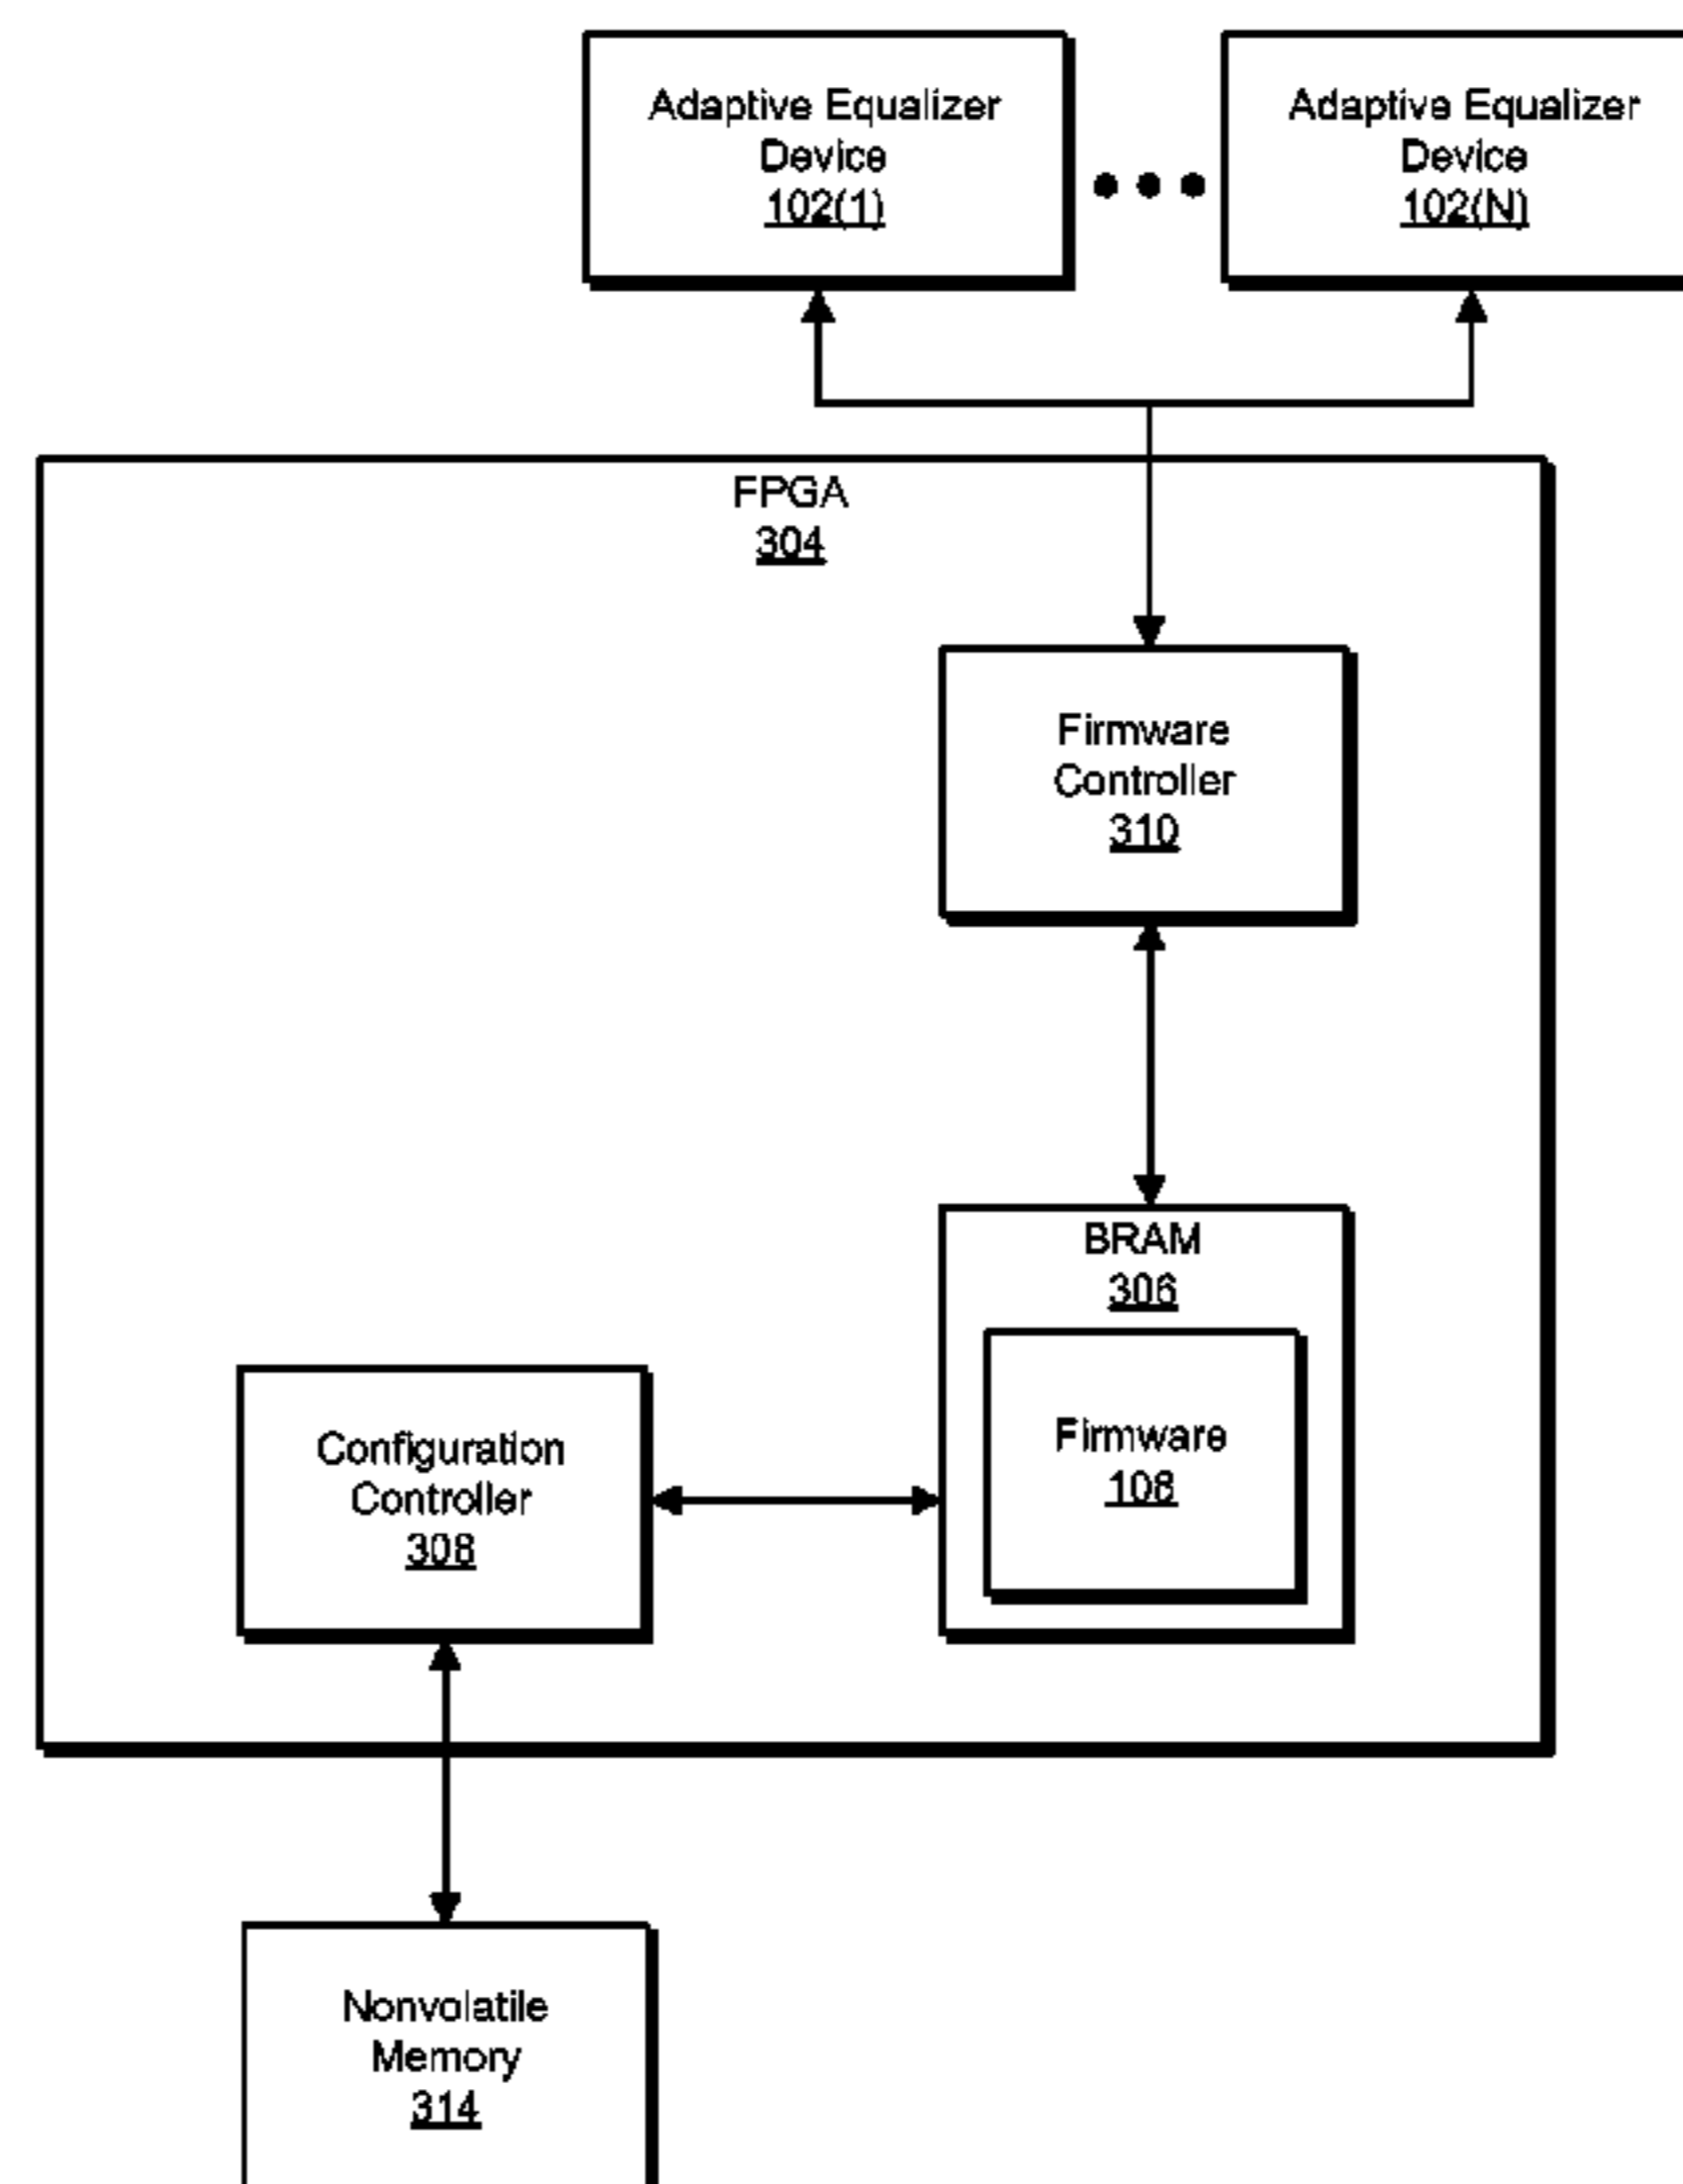 Adaptive Equalizer
Device
102(1)
Adaptive Equalizer
Device
102(N)
FPGA
304
Firmware
Controller
310
BRAM
306
Firmware
108
Configuration
Controller
308
Nonvolatile
Memory
314